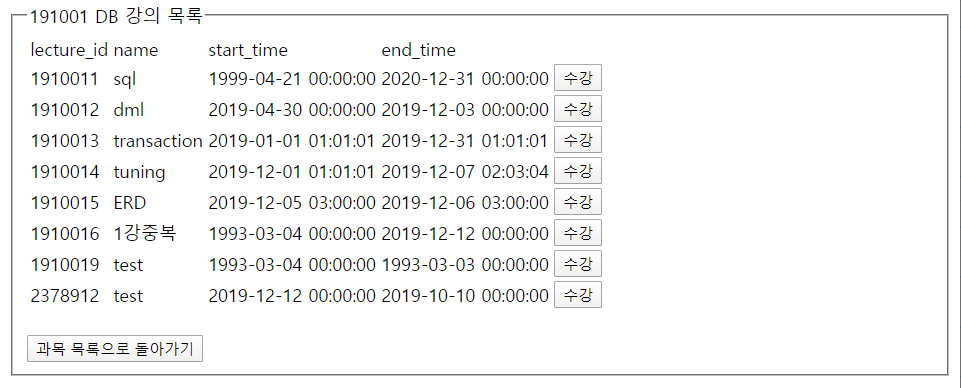 191001 DB 강의 목록
lecture_id name start_time end_time
1910011 sql 1999-04-21 00:00:00 2020-12-31 00:00:00 수강
1910012 dml 2019-04-30 00:00:00 2019-12-03 00:00:00 수강
1910013 transaction 2019-01-01 01:01:01 2019-12-31 01:01:01 수강
1910014 tuning 2019-12-01 01:01:01 2019-12-07 02:03:04 수강
1910015 ERD 2019-12-05 03:00:00 2019-12-06 03:00:00 수강
1910016 1강중복 1993-03-04 00:00:00 2019-12-12 00:00:00 수강
1910019 test 1993-03-04 00:00:00 1993-03-03 00:00:00 수강
2378912 test 2019-12-12 00:00:00 2019-10-10 00:00:00 수강
과목 목록으로 돌아가기